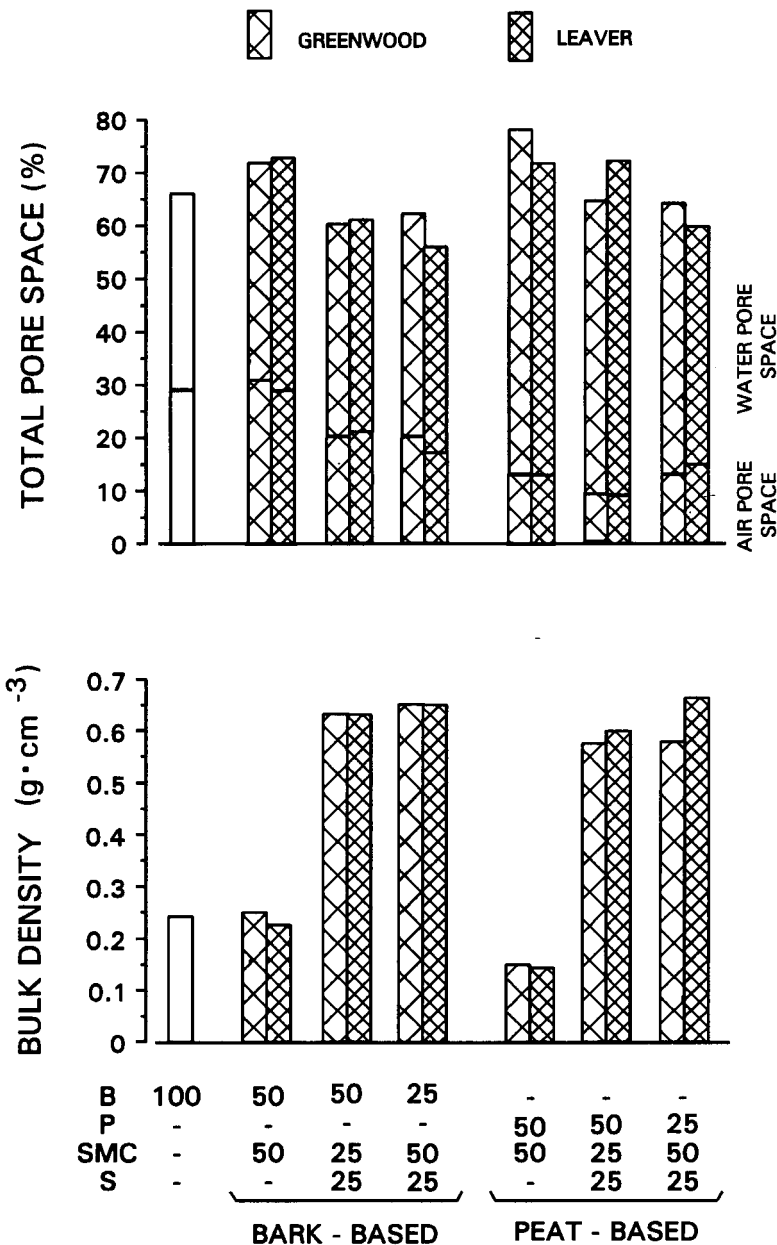 GREENWOOD LEAVER
TOTAL PORE SPACE (%)
80
70
60
50
40
30
20
10
0
WATER PORE
SPACE
AIR PORE
SPACE
BULK DENSITY (g·cm -3)
0.7
0.6
0.5
0.4
0.3
0.2
0.1
0
B 100 50 50 25 - - -
P - - - - 50 50 25
SMC - 50 25 50 50 25 50
S - - 25 25 - 25 25
BARK - BASED PEAT - BASED